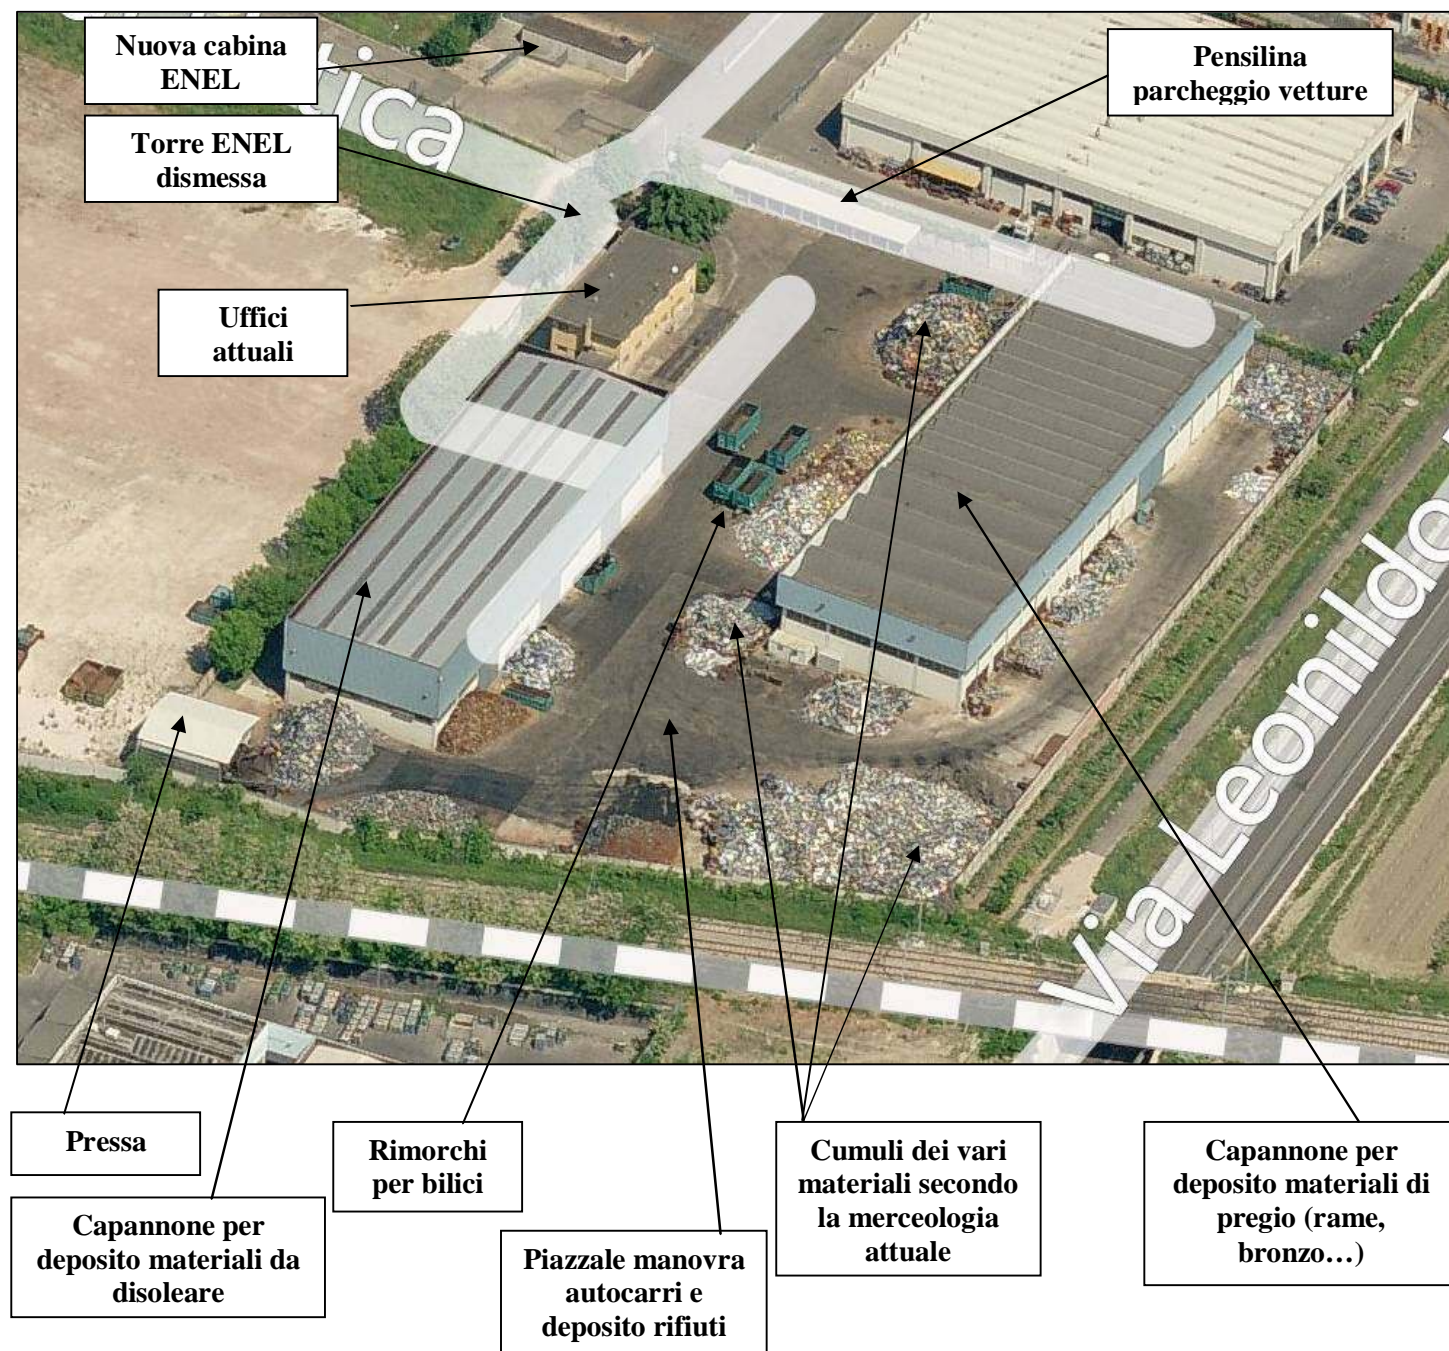 Nuova cabina
ENEL
tica
Pensilina
parcheggio vetture
Torre ENEL
dismessa
Uffici
attuali
Via Leonildo
Pressa
Rimorchi
per bilici
Cumuli dei vari
materiali secondo
la merceologia
attuale
Capannone per
deposito materiali di
pregio (rame,
bronzo…)
Capannone per
deposito materiali da
disoleare
Piazzale manovra
autocarri e
deposito rifiuti